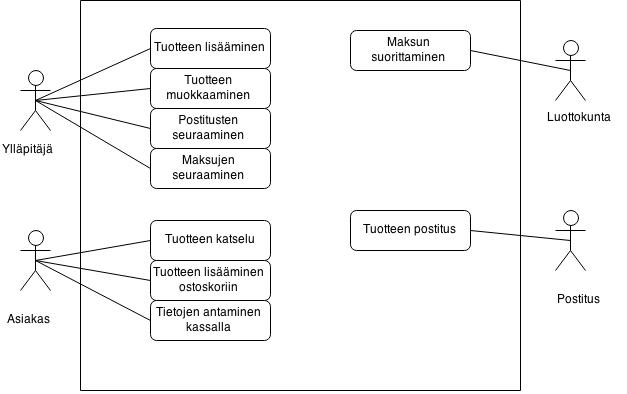 Tuotteen lisääminen
Tuotteen
muokkaaminen
Postitusten
seuraaminen
Maksujen
seuraaminen
Ylläpitäjä
Maksun
suorittaminen
Luottokunta
Tuotteen katselu
Tuotteen lisääminen
ostoskoriin
Tietojen antaminen
kassalla
Asiakas
Tuotteen postitus
Postitus